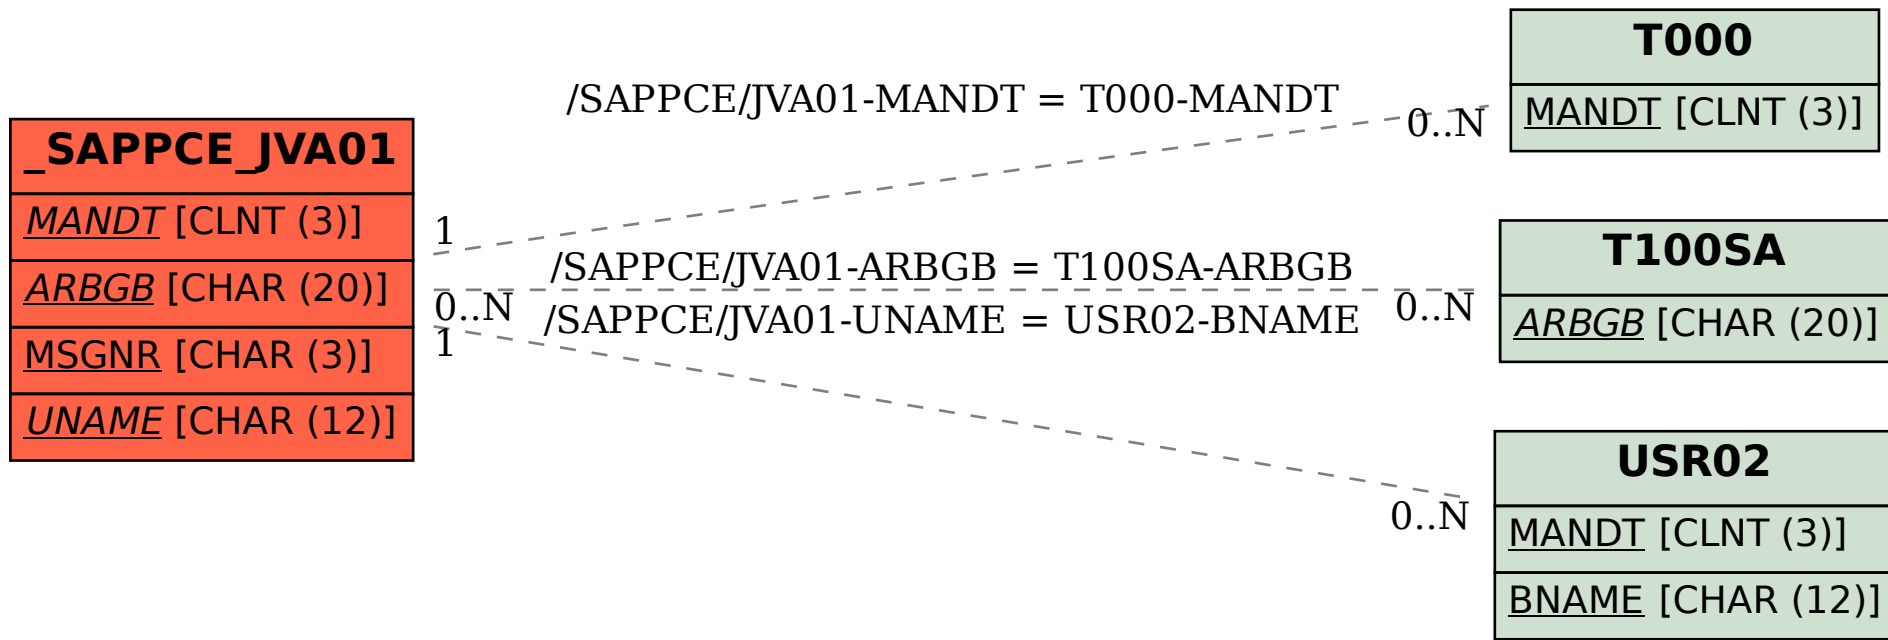 _SAPPCE_JVA01
MANDT [CLNT (3)]
ARBGB [CHAR (20)]
MSGNR [CHAR (3)]
UNAME [CHAR (12)]
/SAPPCE/JVA01-MANDT = T000-MANDT
0..N
1
/SAPPCE/JVA01-ARBGB = T100SA-ARBGB
0..N
0..N
/SAPPCE/JVA01-UNAME = USR02-BNAME
1
0..N
T000
MANDT [CLNT (3)]
T100SA
ARBGB [CHAR (20)]
USR02
MANDT [CLNT (3)]
BNAME [CHAR (12)]